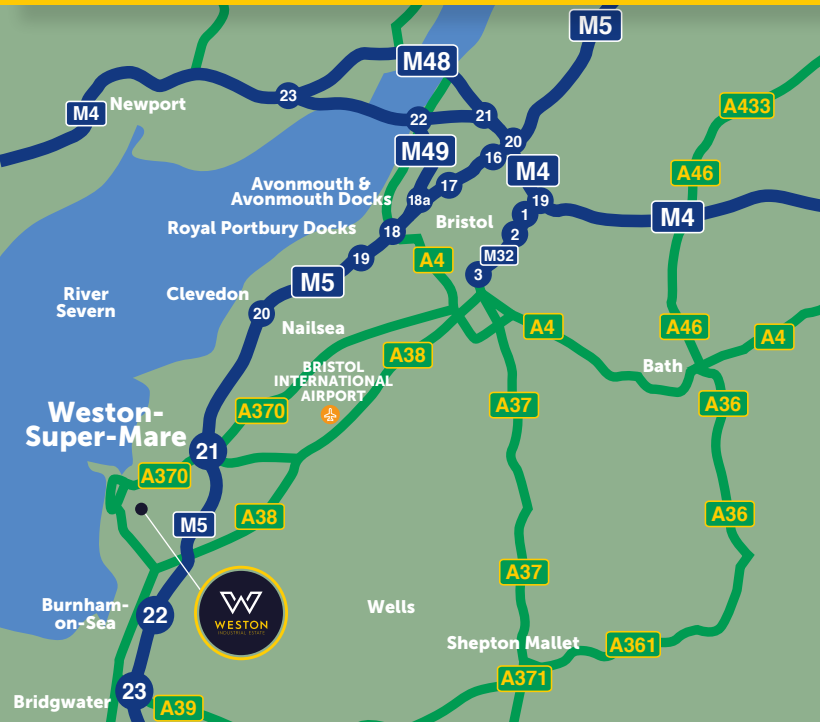 M5
M48
23
M4
Newport
A433
22
21
20
M49
16
M4
A46
Avonmouth &
Avonmouth Docks
17
18a
19
1
M4
Royal Portbury Docks
18
Bristol
2
M32
19
A4
3
M5
River
Severn
Clevedon
20
Nailsea
A4
A46
A4
A38
BRISTOL
INTERNATIONAL
AIRPORT
Bath
Weston-
Super-Mare
A370
A37
A36
21
A370
M5
A38
A36
A37
WESTON
INDUSTRIAL ESTATE
Burnham-
on-Sea
22
Wells
Shepton Mallet
A361
A371
Bridgwater
23
A39